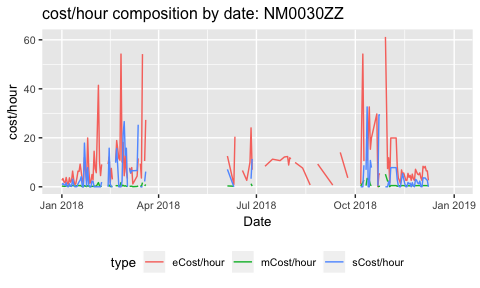 cost/hour composition by date: NM0030ZZ
60
40
20
0
cost/hour
Jan 2018 Apr 2018 Jul 2018 Oct 2018 Jan 2019
Date
type eCost/hour mCost/hour sCost/hour